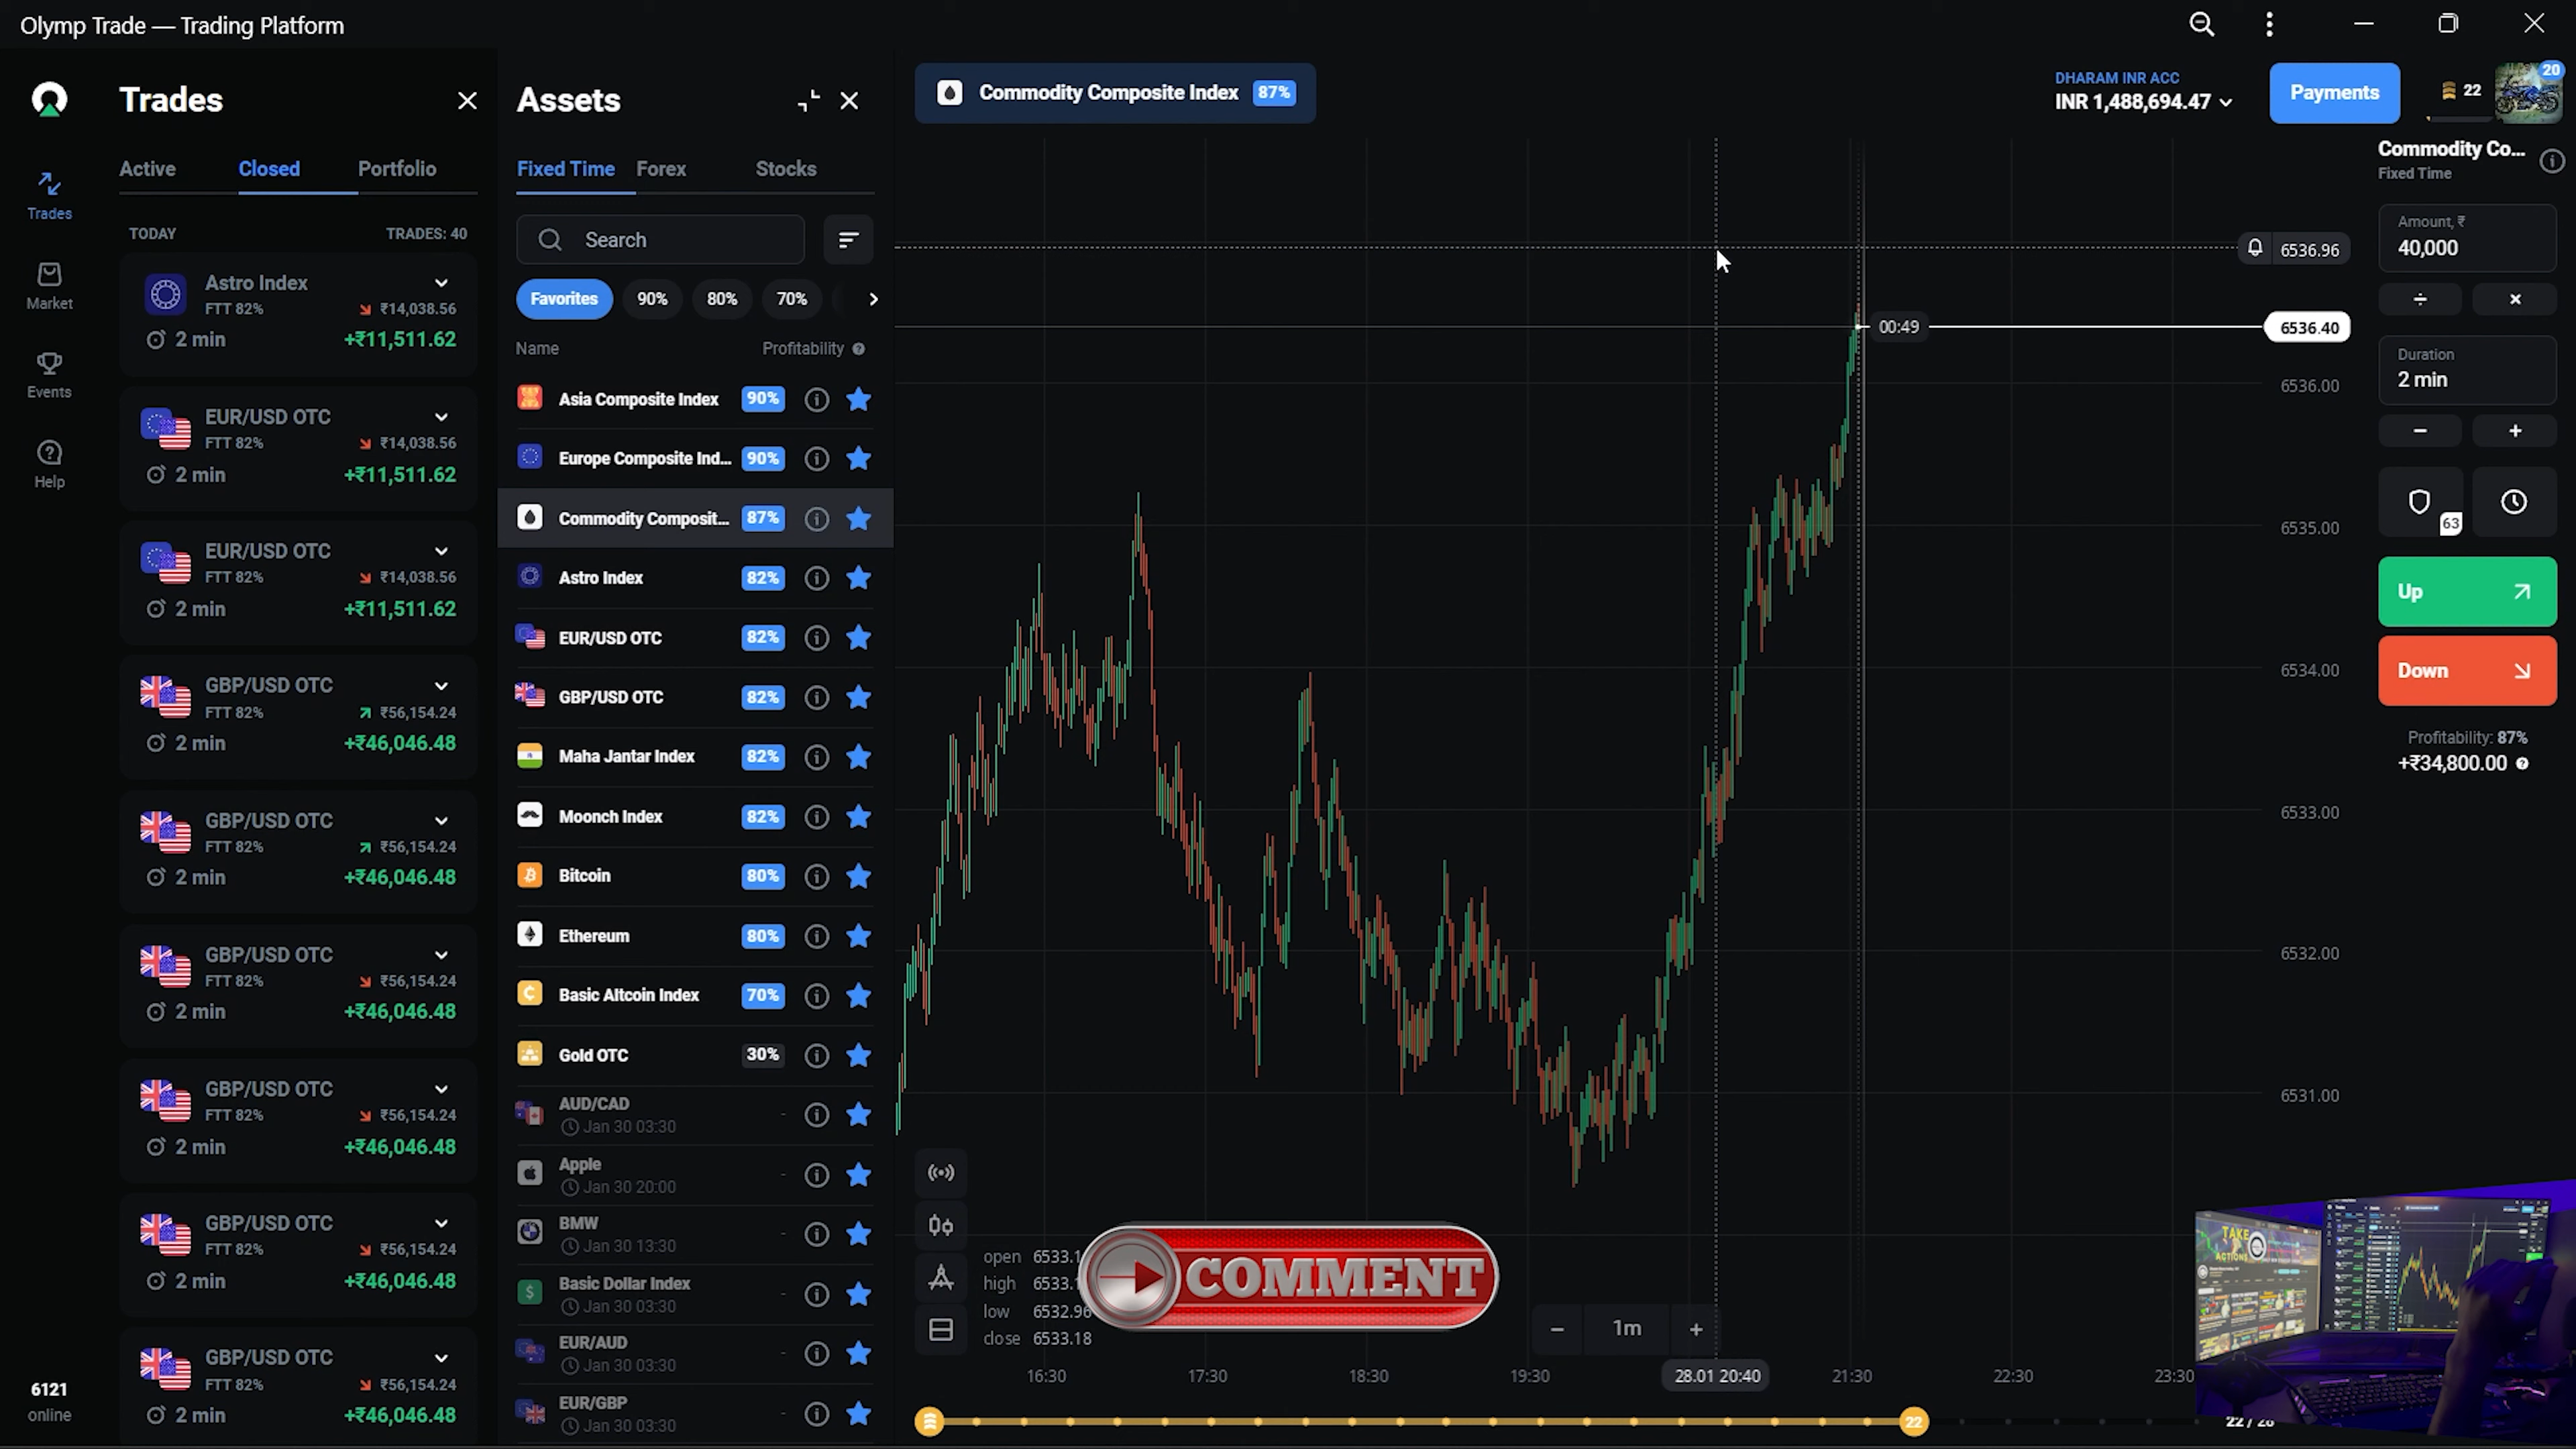 Olymp Trade — Trading Platform
Trades
Market
Events
Help
6121
online
Trades
Active
Closed
Portfolio
TODAY
TRADES: 40
Astro Index
FTT 82%
₹14,038.56
2 min
+₹11,511.62
EUR/USD OTC
FTT 82%
₹14,038.56
2 min
+₹11,511.62
EUR/USD OTC
FTT 82%
₹14,038.56
2 min
+₹11,511.62
GBP/USD OTC
FTT 82%
₹56,154.24
2 min
+₹46,046.48
GBP/USD OTC
FTT 82%
₹56,154.24
2 min
+₹46,046.48
GBP/USD OTC
FTT 82%
₹56,154.24
2 min
+₹46,046.48
GBP/USD OTC
FTT 82%
₹56,154.24
2 min
+₹46,046.48
GBP/USD OTC
FTT 82%
₹56,154.24
2 min
+₹46,046.48
GBP/USD OTC
FTT 82%
₹56,154.24
2 min
+₹46,046.48
Assets
Fixed Time
Forex
Stocks
Search
Favorites
90%
80%
70%
Name
Profitability
Asia Composite Index 90%
Europe Composite Ind... 90%
Commodity Composit... 87%
Astro Index 82%
EUR/USD OTC 82%
GBP/USD OTC 82%
Maha Jantar Index 82%
Moonch Index 82%
Bitcoin 80%
Ethereum 80%
Basic Altcoin Index 70%
Gold OTC 30%
AUD/CAD -
Jan 30 03:30
Apple -
Jan 30 20:00
BMW -
Jan 30 13:30
Basic Dollar Index -
Jan 30 03:30
EUR/AUD -
Jan 30 03:30
EUR/GBP -
Jan 30 03:30
Commodity Composite Index 87%
DHARAM INR ACC
INR 1,488,694.47
Payments
22
20
6536.96
00:49
6536.40
6536.00
6535.00
6534.00
6533.00
6532.00
6531.00
open 6533.1
high 6533.1
low 6532.96
close 6533.18
COMMENT
1m
16:30
17:30
18:30
19:30
28.01 20:40
21:30
22:30
23:30
22
Commodity Co...
Fixed Time
Amount, ₹
40,000
÷
×
Duration
2 min
−
+
63
Up
Down
Profitability: 87%
+₹34,800.00
TAKE
ACTIONS